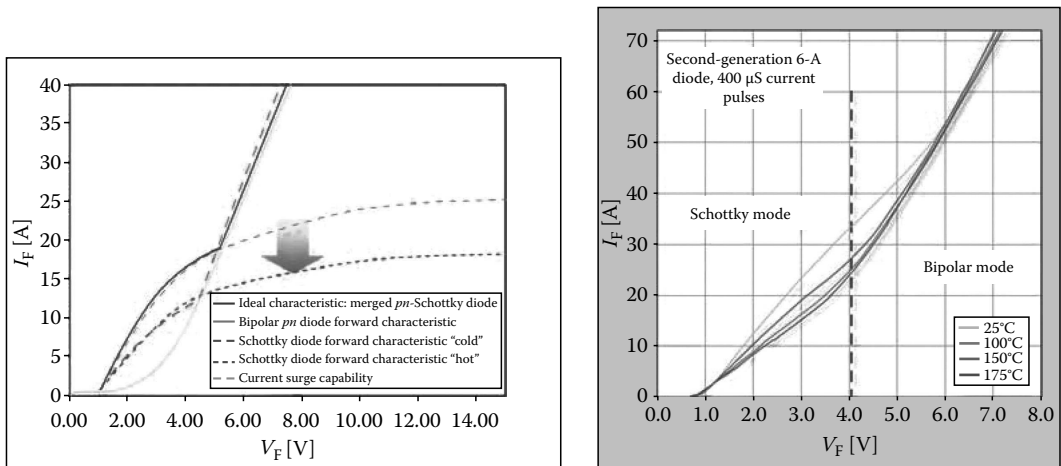 40
35
30
25
20
15
10
5
0
I_F [A]
0.00 2.00 4.00 6.00 8.00 10.00 12.00 14.00
V_F [V]
Ideal characteristic: merged pn-Schottky diode
Bipolar pn diode forward characteristic
Schottky diode forward characteristic “cold”
Schottky diode forward characteristic “hot”
Current surge capability
70
60
50
40
30
20
10
0
I_F [A]
Second-generation 6-A
diode, 400 μS current
pulses
Schottky mode
Bipolar mode
25°C
100°C
150°C
175°C
0.0 1.0 2.0 3.0 4.0 5.0 6.0 7.0 8.0
V_F [V]